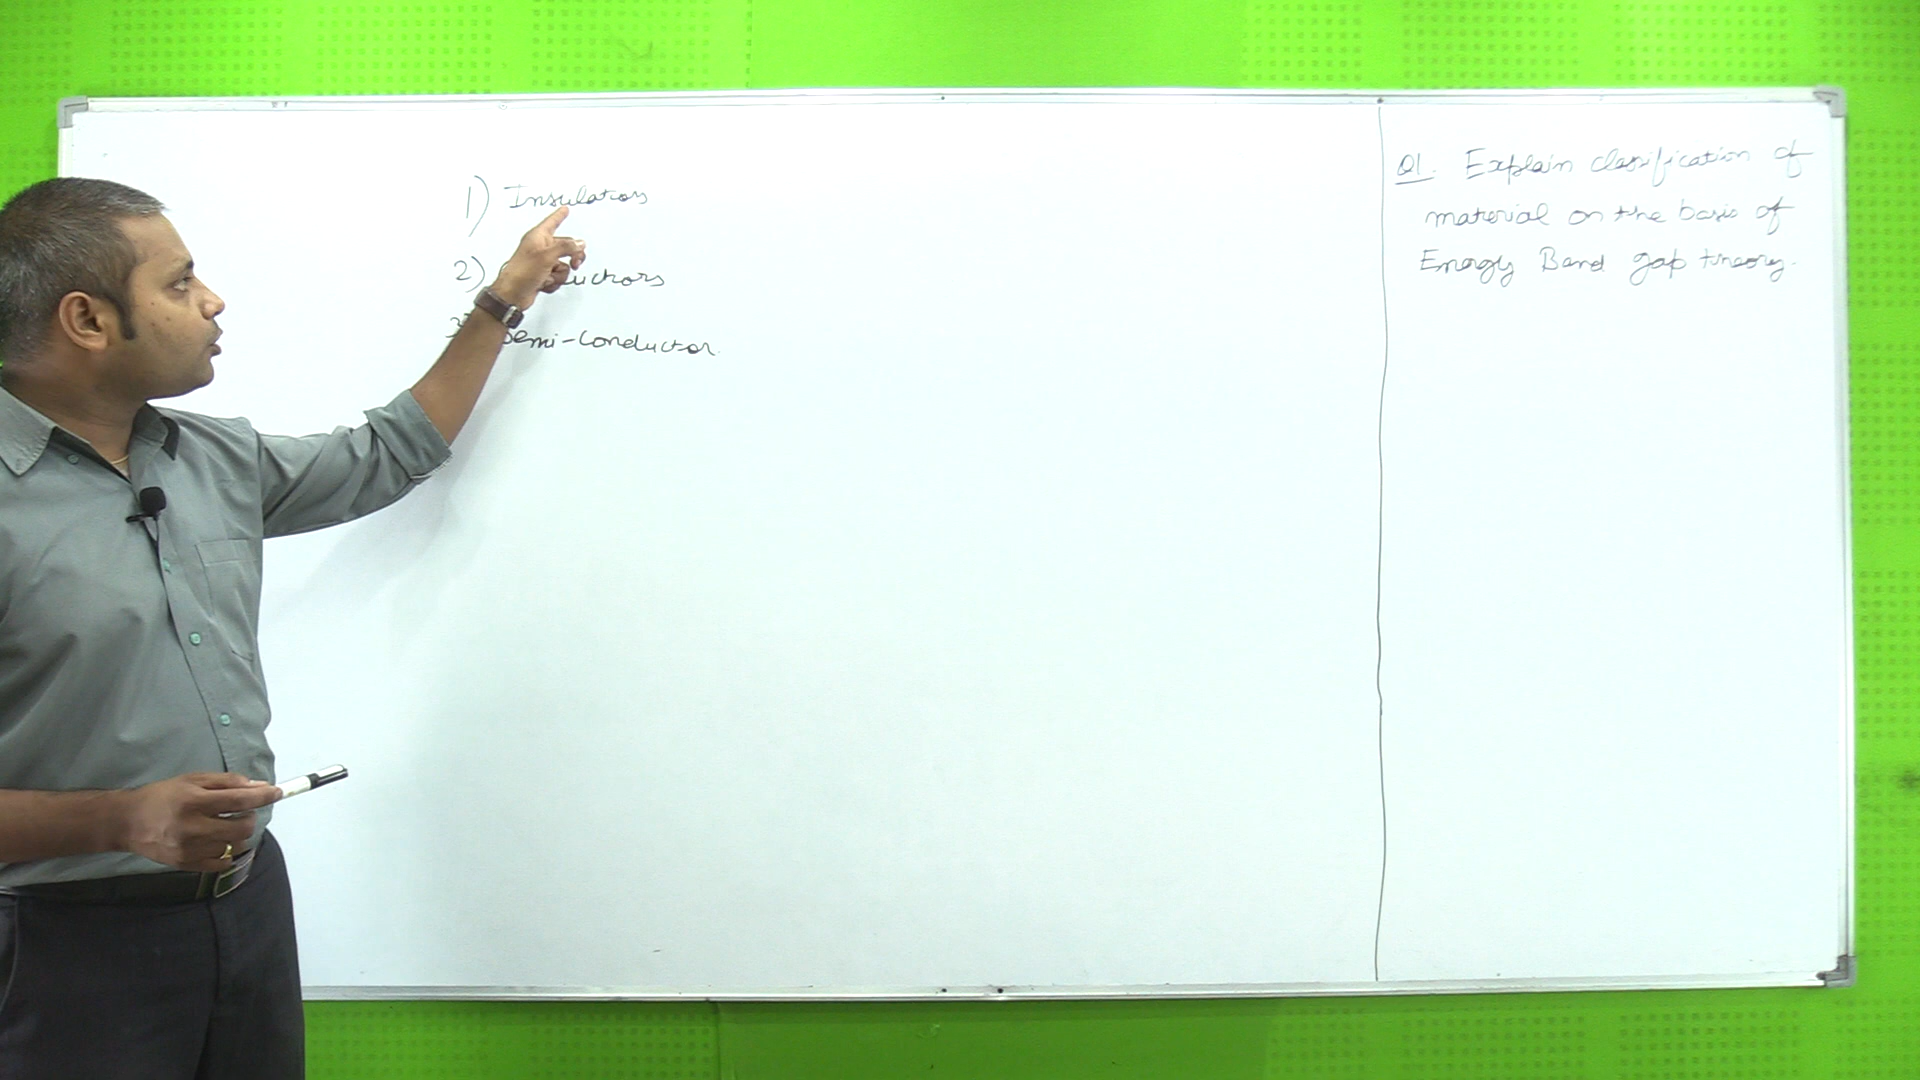 1) Insulators
2) Conductors
3) Semi-Conductor.
Q1. Explain classification of
material on the basis of
Energy Band gap theory.